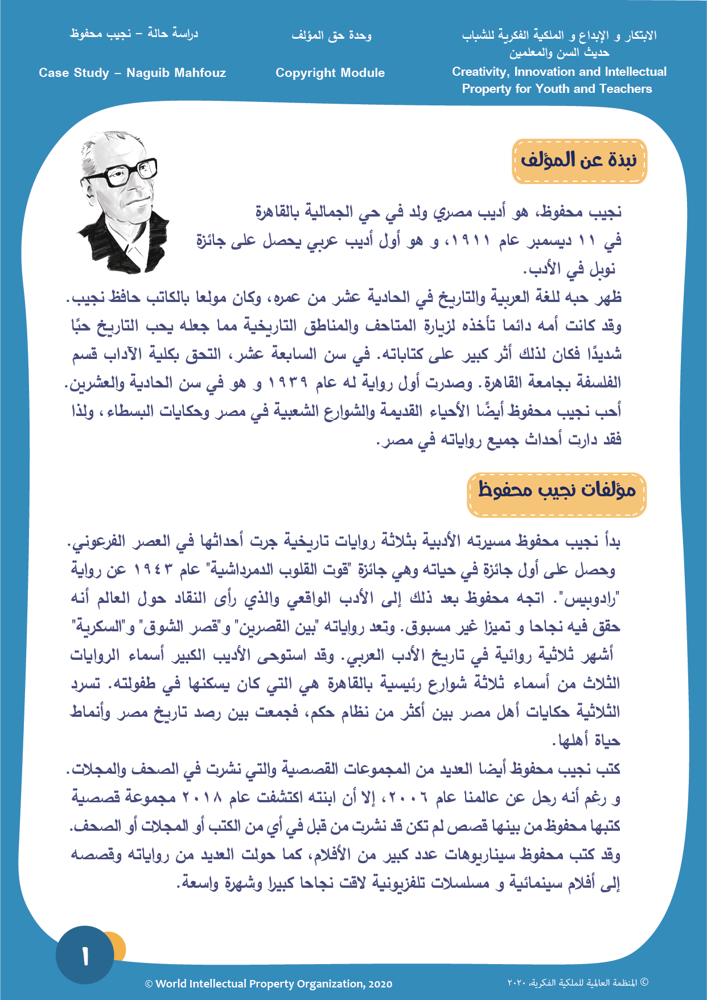 الابتكار و الإبداع و الملكية الفكرية للشباب
حديث السن والمعلمين
Creativity, Innovation and Intellectual
Property for Youth and Teachers
وحدة حق المؤلف
Copyright Module
دراسة حالة – نجيب محفوظ
Case Study – Naguib Mahfouz
نبذة عن المؤلف
نجيب محفوظ، هو أديب مصري ولد في حي الجمالية بالقاهرة
في ١١ ديسمبر عام ١٩١١، و هو أول أديب عربي يحصل على جائزة
نوبل في الأدب.
ظهر حبه للغة العربية والتاريخ في الحادية عشر من عمره، وكان مولعا بالكاتب حافظ نجيب.
وقد كانت أمه دائما تأخذه لزيارة المتاحف والمناطق التاريخية مما جعله يحب التاريخ حبًا
شديدًا فكان لذلك أثر كبير على كتاباته. في سن السابعة عشر، التحق بكلية الآداب قسم
الفلسفة بجامعة القاهرة. وصدرت أول رواية له عام ١٩٣٩ و هو في سن الحادية والعشرين.
أحب نجيب محفوظ أيضًا الأحياء القديمة والشوارع الشعبية في مصر وحكايات البسطاء، ولذا
فقد دارت أحداث جميع رواياته في مصر.
مؤلفات نجيب محفوظ
بدأ نجيب محفوظ مسيرته الأدبية بثلاثة روايات تاريخية جرت أحداثها في العصر الفرعوني.
وحصل على أول جائزة في حياته وهي جائزة "قوت القلوب الدمرداشية" عام ١٩٤٣ عن رواية
"رادوبيس". اتجه محفوظ بعد ذلك إلى الأدب الواقعي والذي رأى النقاد حول العالم أنه
حقق فيه نجاحا و تميزا غير مسبوق. وتعد رواياته "بين القصرين" و"قصر الشوق" و"السكرية"
أشهر ثلاثية روائية في تاريخ الأدب العربي. وقد استوحى الأديب الكبير أسماء الروايات
الثلاث من أسماء ثلاثة شوارع رئيسية بالقاهرة هي التي كان يسكنها في طفولته. تسرد
الثلاثية حكايات أهل مصر بين أكثر من نظام حكم، فجمعت بين رصد تاريخ مصر وأنماط
حياة أهلها.
كتب نجيب محفوظ أيضا العديد من المجموعات القصصية والتي نشرت في الصحف والمجلات.
و رغم أنه رحل عن عالمنا عام ٢٠٠٦، إلا أن ابنته اكتشفت عام ٢٠١٨ مجموعة قصصية
كتبها محفوظ من بينها قصص لم تكن قد نشرت من قبل في أي من الكتب أو المجلات أو الصحف.
وقد كتب محفوظ سيناريوهات عدد كبير من الأفلام، كما حولت العديد من رواياته وقصصه
إلى أفلام سينمائية و مسلسلات تلفزيونية لاقت نجاحا كبيرا وشهرة واسعة.
١
© المنظمة العالمية للملكية الفكرية، ٢٠٢٠
© World Intellectual Property Organization, 2020